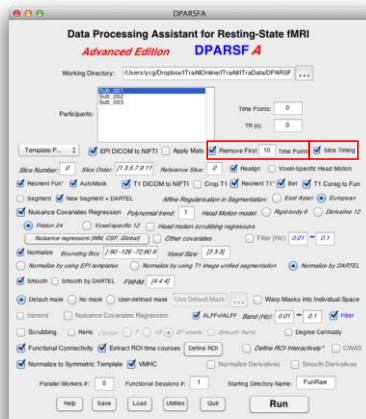 DPARSFA
Data Processing Assistant for Resting-State fMRI
Advanced Edition DPARSF A
Working Directory: /Users/ycg/Dropbox/ITraAllOnline/ITraAll/ITraData/DPARSF ...
Sub_001
Sub_002
Sub_003
Participants:
Time Points: 0
TR (s): 0
Template P... EPI DICOM to NIFTI Apply Mats Remove First 10 Time Points Slice Timing
Slice Number: 0 Slice Order: [1 3 5 7 9 11 Reference Slice: 0 Realign Voxel-Specific Head Motion
Reorient Fun* AutoMask T1 DICOM to NIFTI Crop T1 Reorient T1* Bet T1 Coreg to Fun
Segment New Segment + DARTEL Affine Regularisation in Segmentation: East Asian European
Nuisance Covariates Regression Polynomial trend: 1 Head Motion model: Rigid-body 6 Derivative 12
Friston 24 Voxel-specific 12 Head motion scrubbing regressors
Nuisance regressors (WM, CSF, Global) Other covariates Filter (Hz): 0.01 ~ 0.1
Normalize Bounding Box: [-90 -126 -72;90 9 Voxel Size: [3 3 3]
Normalize by using EPI templates Normalize by using T1 image unified segmentation Normalize by DARTEL
Smooth Smooth by DARTEL FWHM: [4 4 4]
Default mask No mask User-defined mask Use Default Mask ... Warp Masks into Individual Space
Detrend Nuisance Covariates Regression ALFF+fALFF Band (Hz): 0.01 ~ 0.1 Filter
Scrubbing ReHo Cluster 7 19 27 voxels Smooth ReHo Degree Centrality
Functional Connectivity Extract ROI time courses Define ROI Define ROI Interactively* CWAS
Normalize to Symmetric Template VMHC Normalize Derivatives Smooth Derivatives
Parallel Workers #: 0 Functional Sessions #: 1 Starting Directory Name: FunRaw
Help Save Load Utilities Quit Run